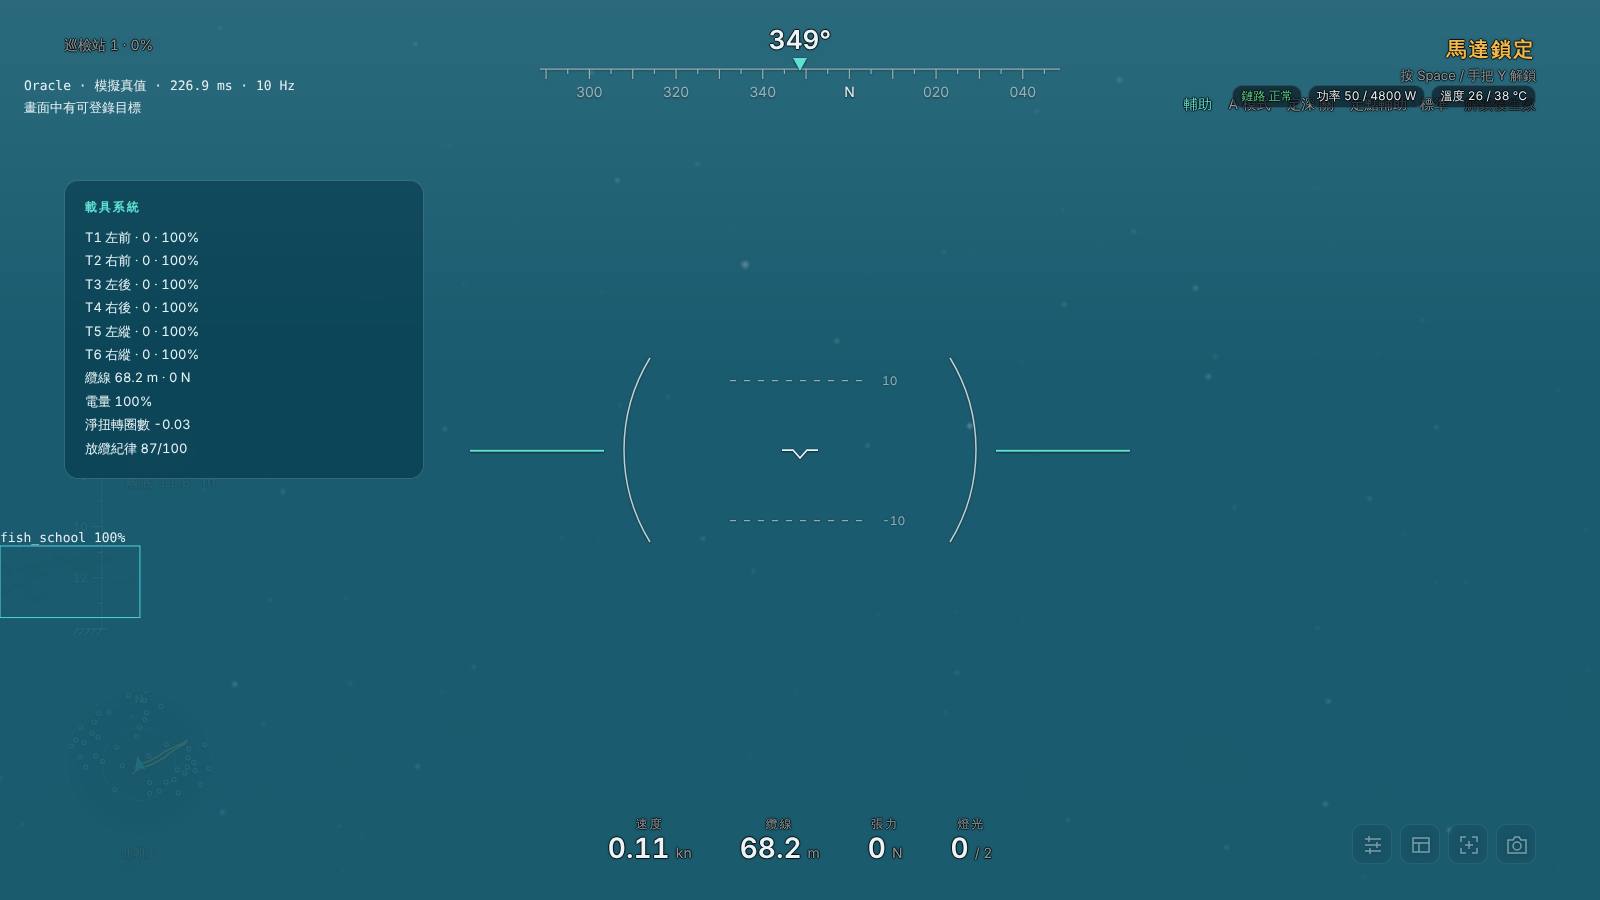 巡檢站 1 · 0%
349°
馬達鎖定
按 Space / 手把 Y 解鎖
Oracle · 模擬真值 · 226.9 ms · 10 Hz
畫面中有可登錄目標
300 320 340 N 020 040
鏈路 正常 功率 50 / 4800 W 溫度 26 / 38 °C
輔助
載具系統
T1 左前 · 0 · 100%
T2 右前 · 0 · 100%
T3 左後 · 0 · 100%
T4 右後 · 0 · 100%
T5 左縱 · 0 · 100%
T6 右縱 · 0 · 100%
纜線 68.2 m · 0 N
電量 100%
淨扭轉圈數 -0.03
放纜紀律 87/100
10
-10
fish_school 100%
12
速度 纜線 張力 燈光
0.11 kn 68.2 m 0 N 0 / 2